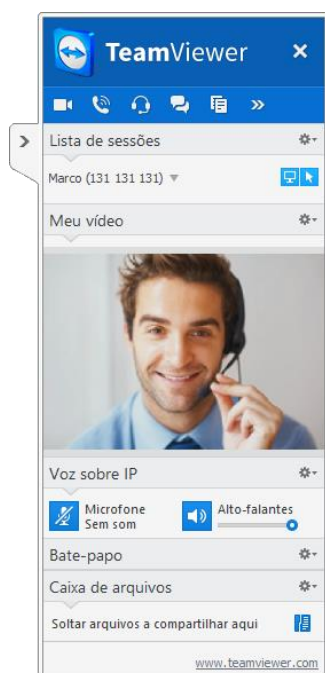 TeamViewer
Lista de sessões
Marco (131 131 131)
Meu vídeo
Voz sobre IP
Microfone
Sem som
Alto-falantes
Bate-papo
Caixa de arquivos
Soltar arquivos a compartilhar aqui
www.teamviewer.com